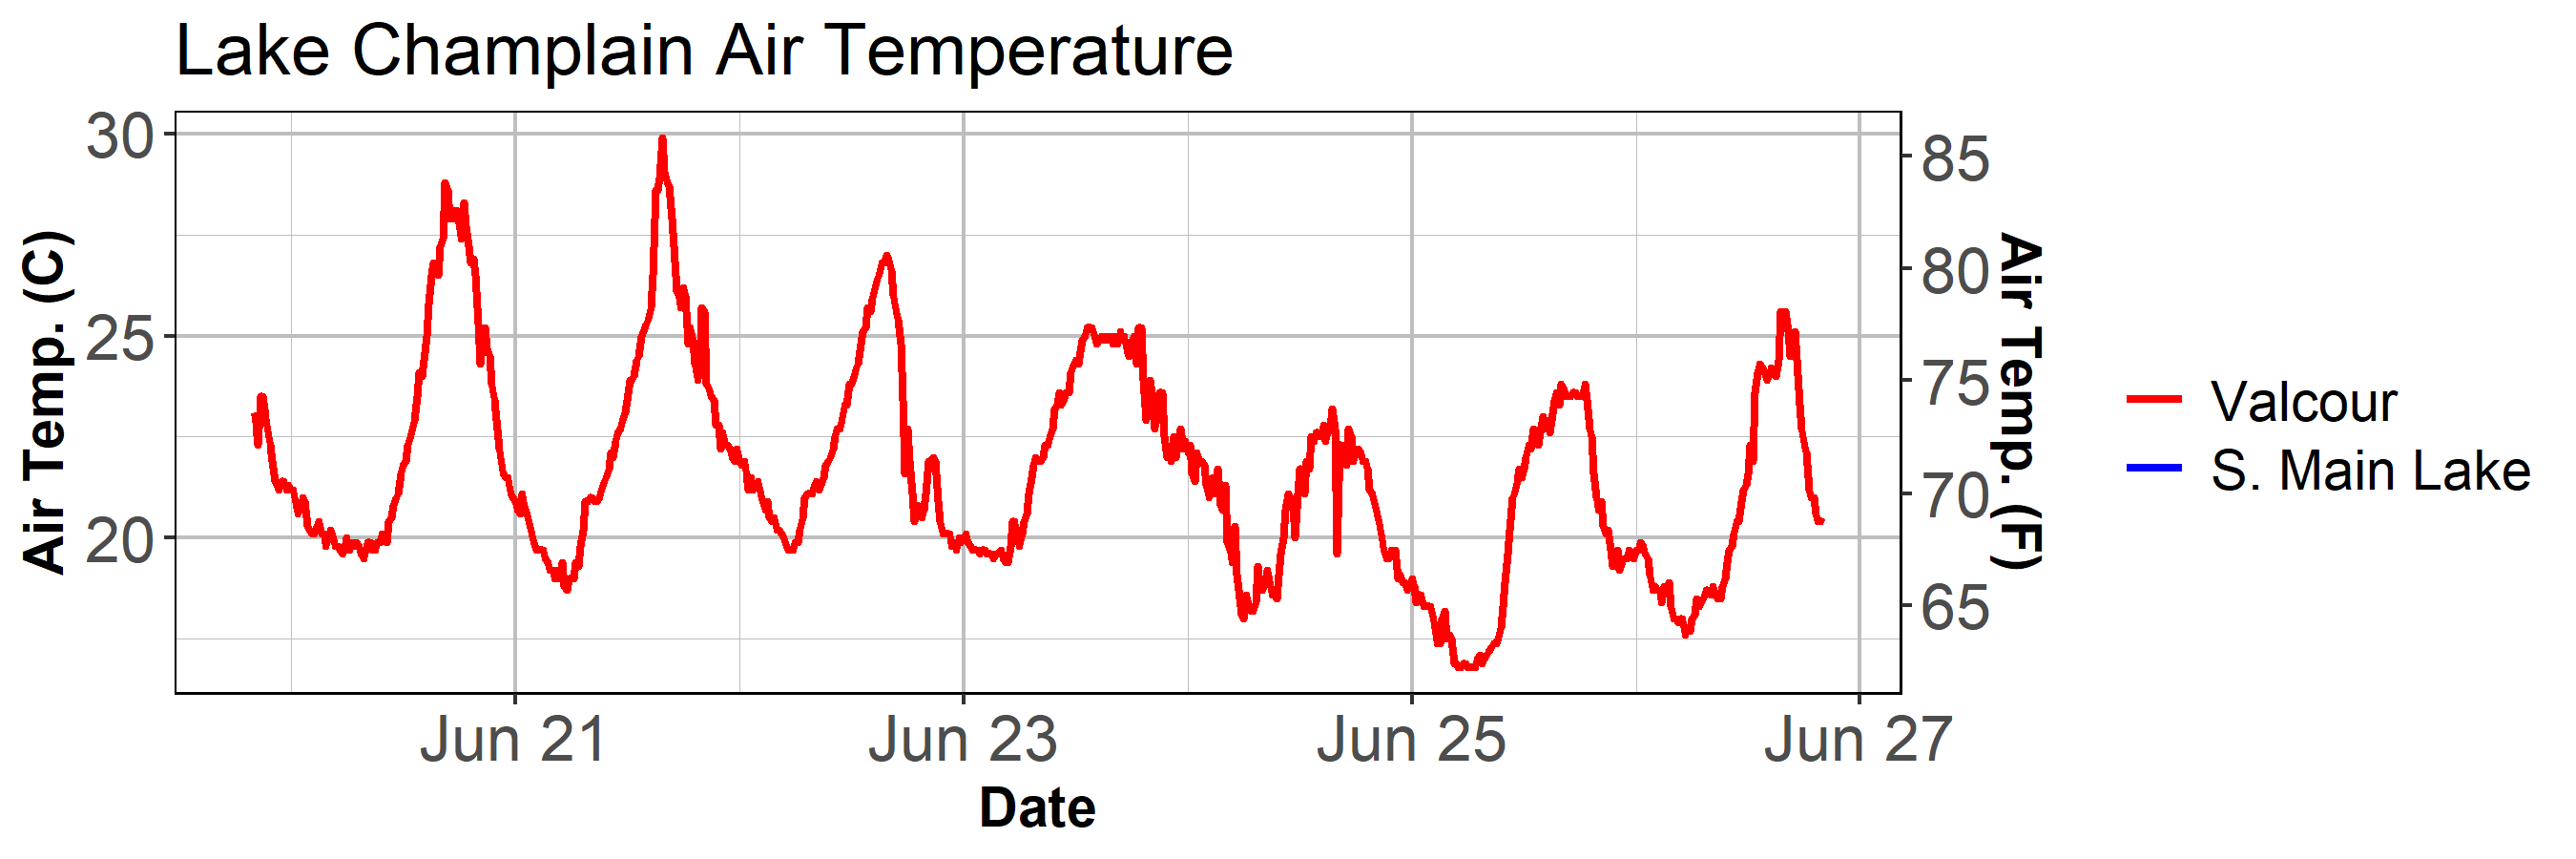 Lake Champlain Air Temperature
30
25
20
Air Temp. (C)
85
80
75
70
65
Air Temp. (F)
Jun 21
Jun 23
Jun 25
Jun 27
Date
Valcour
S. Main Lake